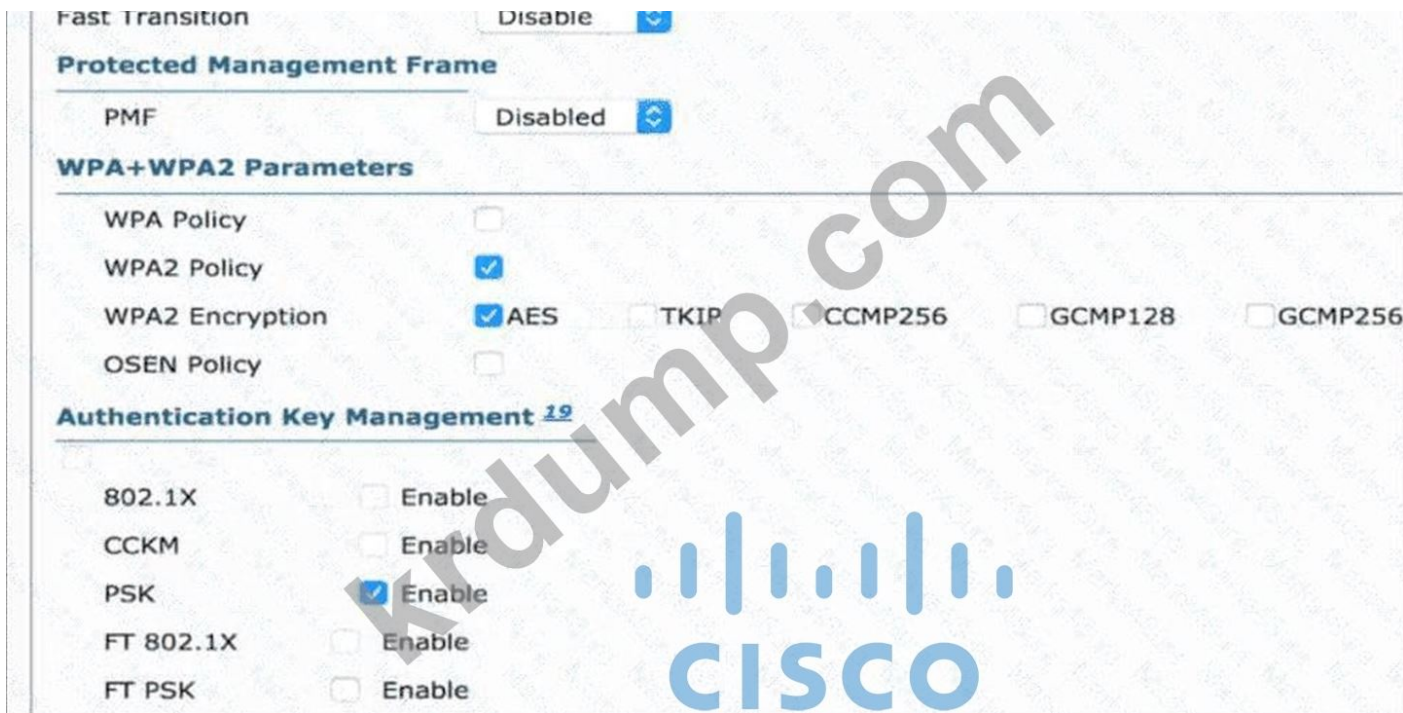 Fast Transition Disable
Protected Management Frame
PMF Disabled
WPA+WPA2 Parameters
WPA Policy
WPA2 Policy
WPA2 Encryption AES TKIP CCMP256 GCMP128 GCMP256
OSEN Policy
Authentication Key Management 19
802.1X Enable
CCKM Enable
PSK Enable
FT 802.1X Enable
FT PSK Enable
krdump.com
CISCO